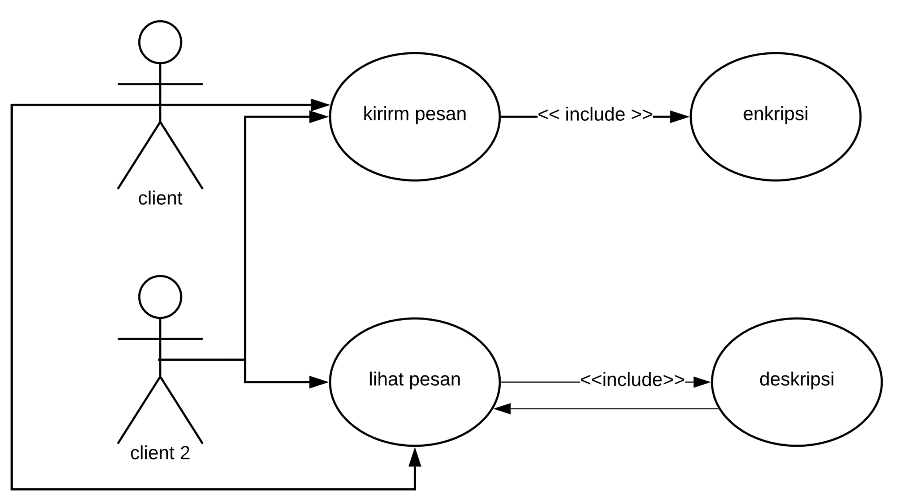 kirirm pesan
<< include >>
enkripsi
client
lihat pesan
<<include>>
deskripsi
client 2